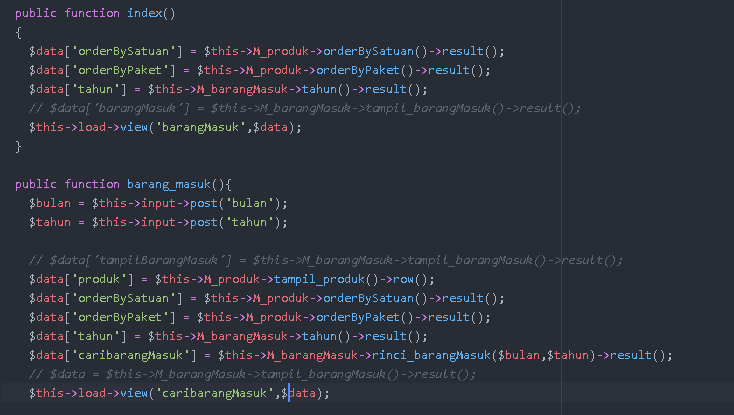 public function index()
{
$data['orderBySatuan'] = $this->M_produk->orderBySatuan()->result();
$data['orderByPaket'] = $this->M_produk->orderByPaket()->result();
$data['tahun'] = $this->M_barangMasuk->tahun()->result();
// $data['barangMasuk'] = $this->M_barangMasuk->tampil_barangMasuk()->result();
$this->load->view('barangMasuk',$data);
}
public function barang_masuk(){
$bulan = $this->input->post('bulan');
$tahun = $this->input->post('tahun');
// $data['tampilBarangMasuk'] = $this->M_barangMasuk->tampil_barangMasuk()->result();
$data['produk'] = $this->M_produk->tampil_produk()->row();
$data['orderBySatuan'] = $this->M_produk->orderBySatuan()->result();
$data['orderByPaket'] = $this->M_produk->orderByPaket()->result();
$data['tahun'] = $this->M_barangMasuk->tahun()->result();
$data['caribarangMasuk'] = $this->M_barangMasuk->rinci_barangMasuk($bulan,$tahun)->result();
// $data = $this->M_barangMasuk->tampil_barangMasuk()->result();
$this->load->view('caribarangMasuk',$data);